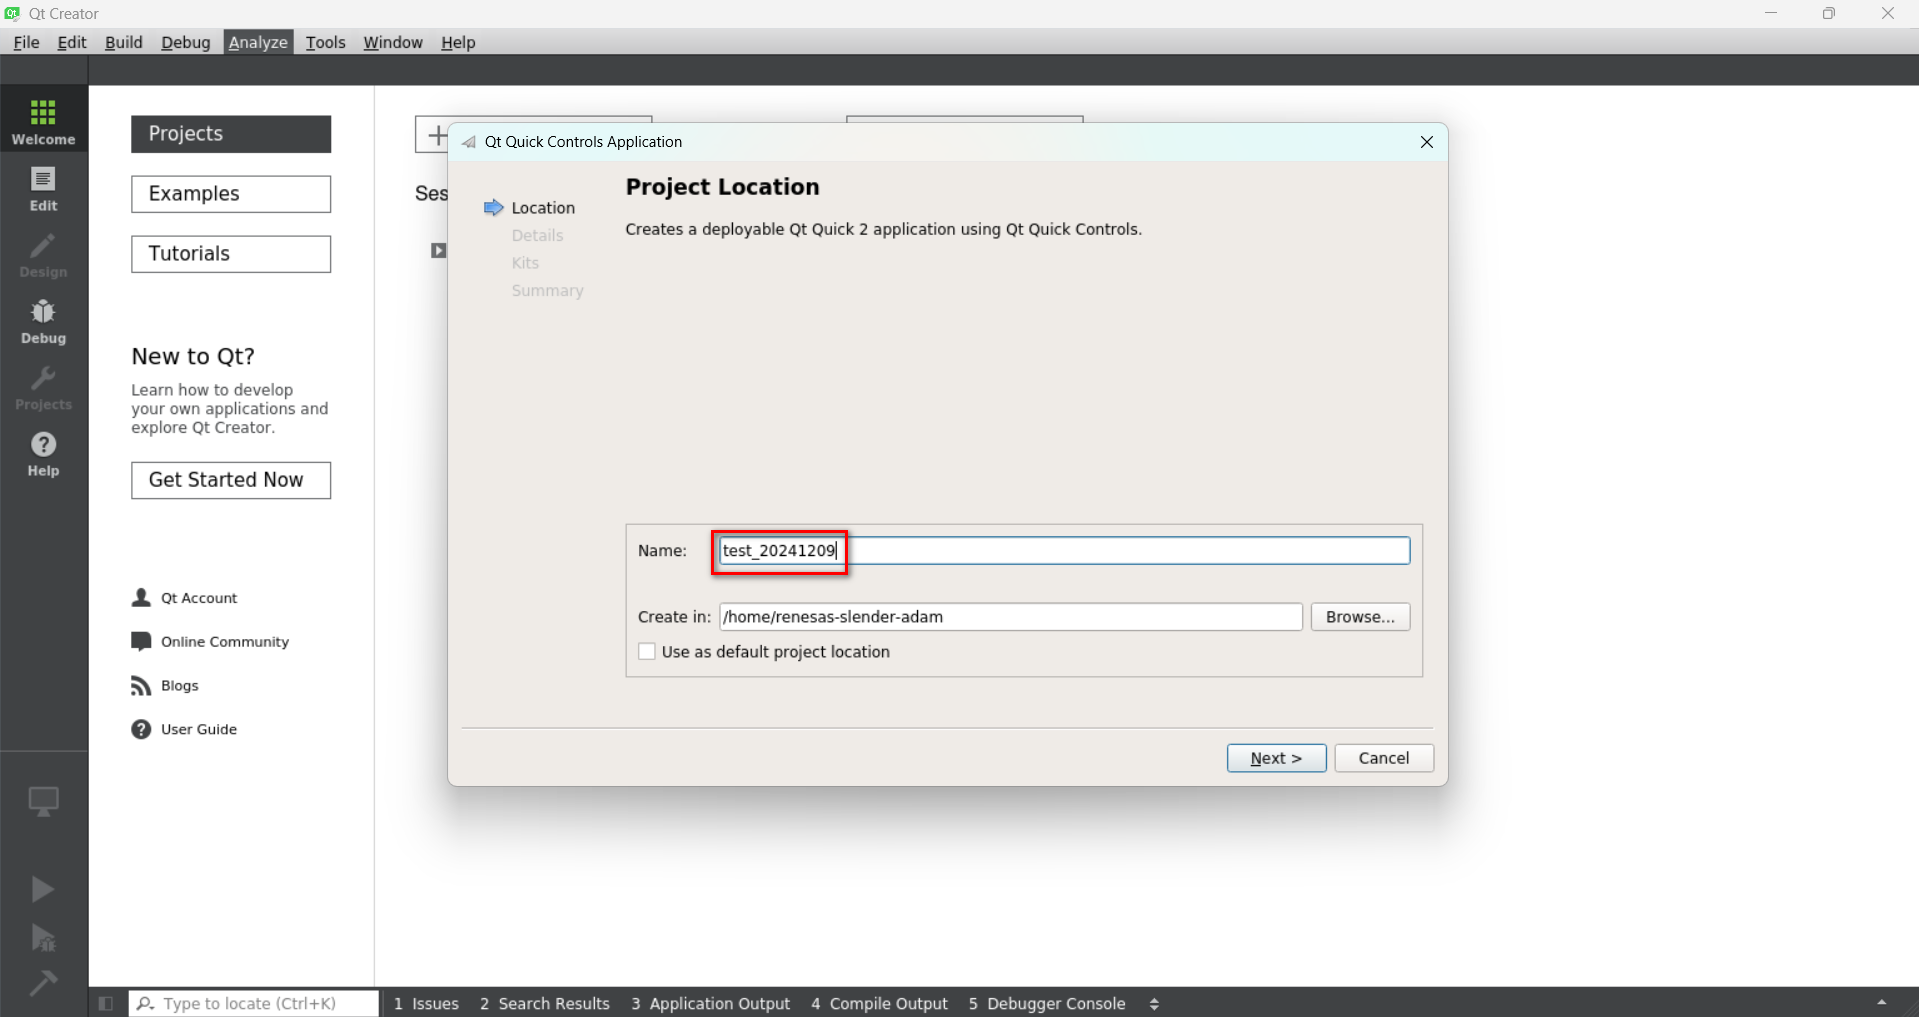 Qt Creator
File Edit Build Debug Analyze Tools Window Help
Welcome
Edit
Design
Debug
Projects
Help
Projects
Examples
Tutorials
New to Qt?
Learn how to develop
your own applications and
explore Qt Creator.
Get Started Now
Qt Account
Online Community
Blogs
User Guide
Ses
Qt Quick Controls Application
Location
Details
Kits
Summary
Project Location
Creates a deployable Qt Quick 2 application using Qt Quick Controls.
Name: test_20241209
Create in: /home/renesas-slender-adam Browse...
Use as default project location
Next > Cancel
Type to locate (Ctrl+K) 1 Issues 2 Search Results 3 Application Output 4 Compile Output 5 Debugger Console